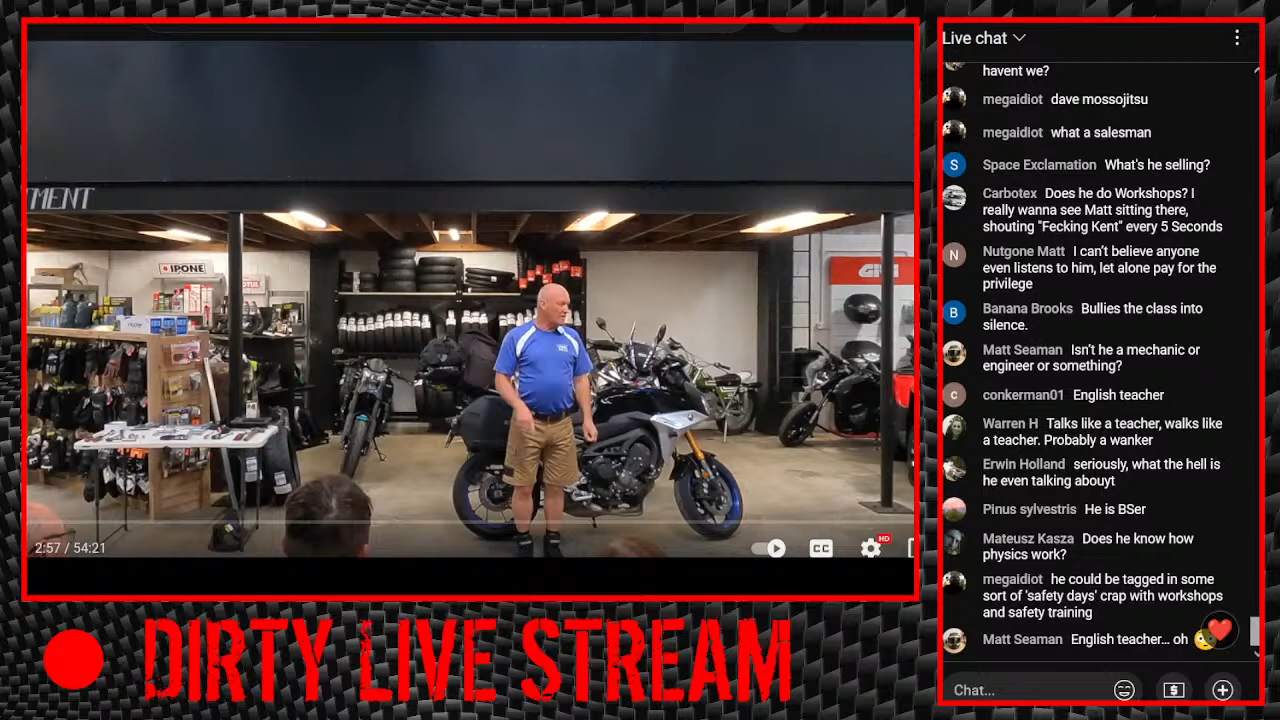 TMENT
IPONE
GIVI
2:57 / 54:21
CC
HD
DIRTY LIVE STREAM
Live chat
havent we?
megaidiot dave mossojitsu
megaidiot what a salesman
S Space Exclamation What's he selling?
Carbotex Does he do Workshops? I
really wanna see Matt sitting there,
shouting "Fecking Kent" every 5 Seconds
N Nutgone Matt I can't believe anyone
even listens to him, let alone pay for the
privilege
B Banana Brooks Bullies the class into
silence.
Matt Seaman Isn't he a mechanic or
engineer or something?
c conkerman01 English teacher
Warren H Talks like a teacher, walks like
a teacher. Probably a wanker
Erwin Holland seriously, what the hell is
he even talking abouyt
Pinus sylvestris He is BSer
Mateusz Kasza Does he know how
physics work?
megaidiot he could be tagged in some
sort of 'safety days' crap with workshops
and safety training
Matt Seaman English teacher... oh 😳
Chat...